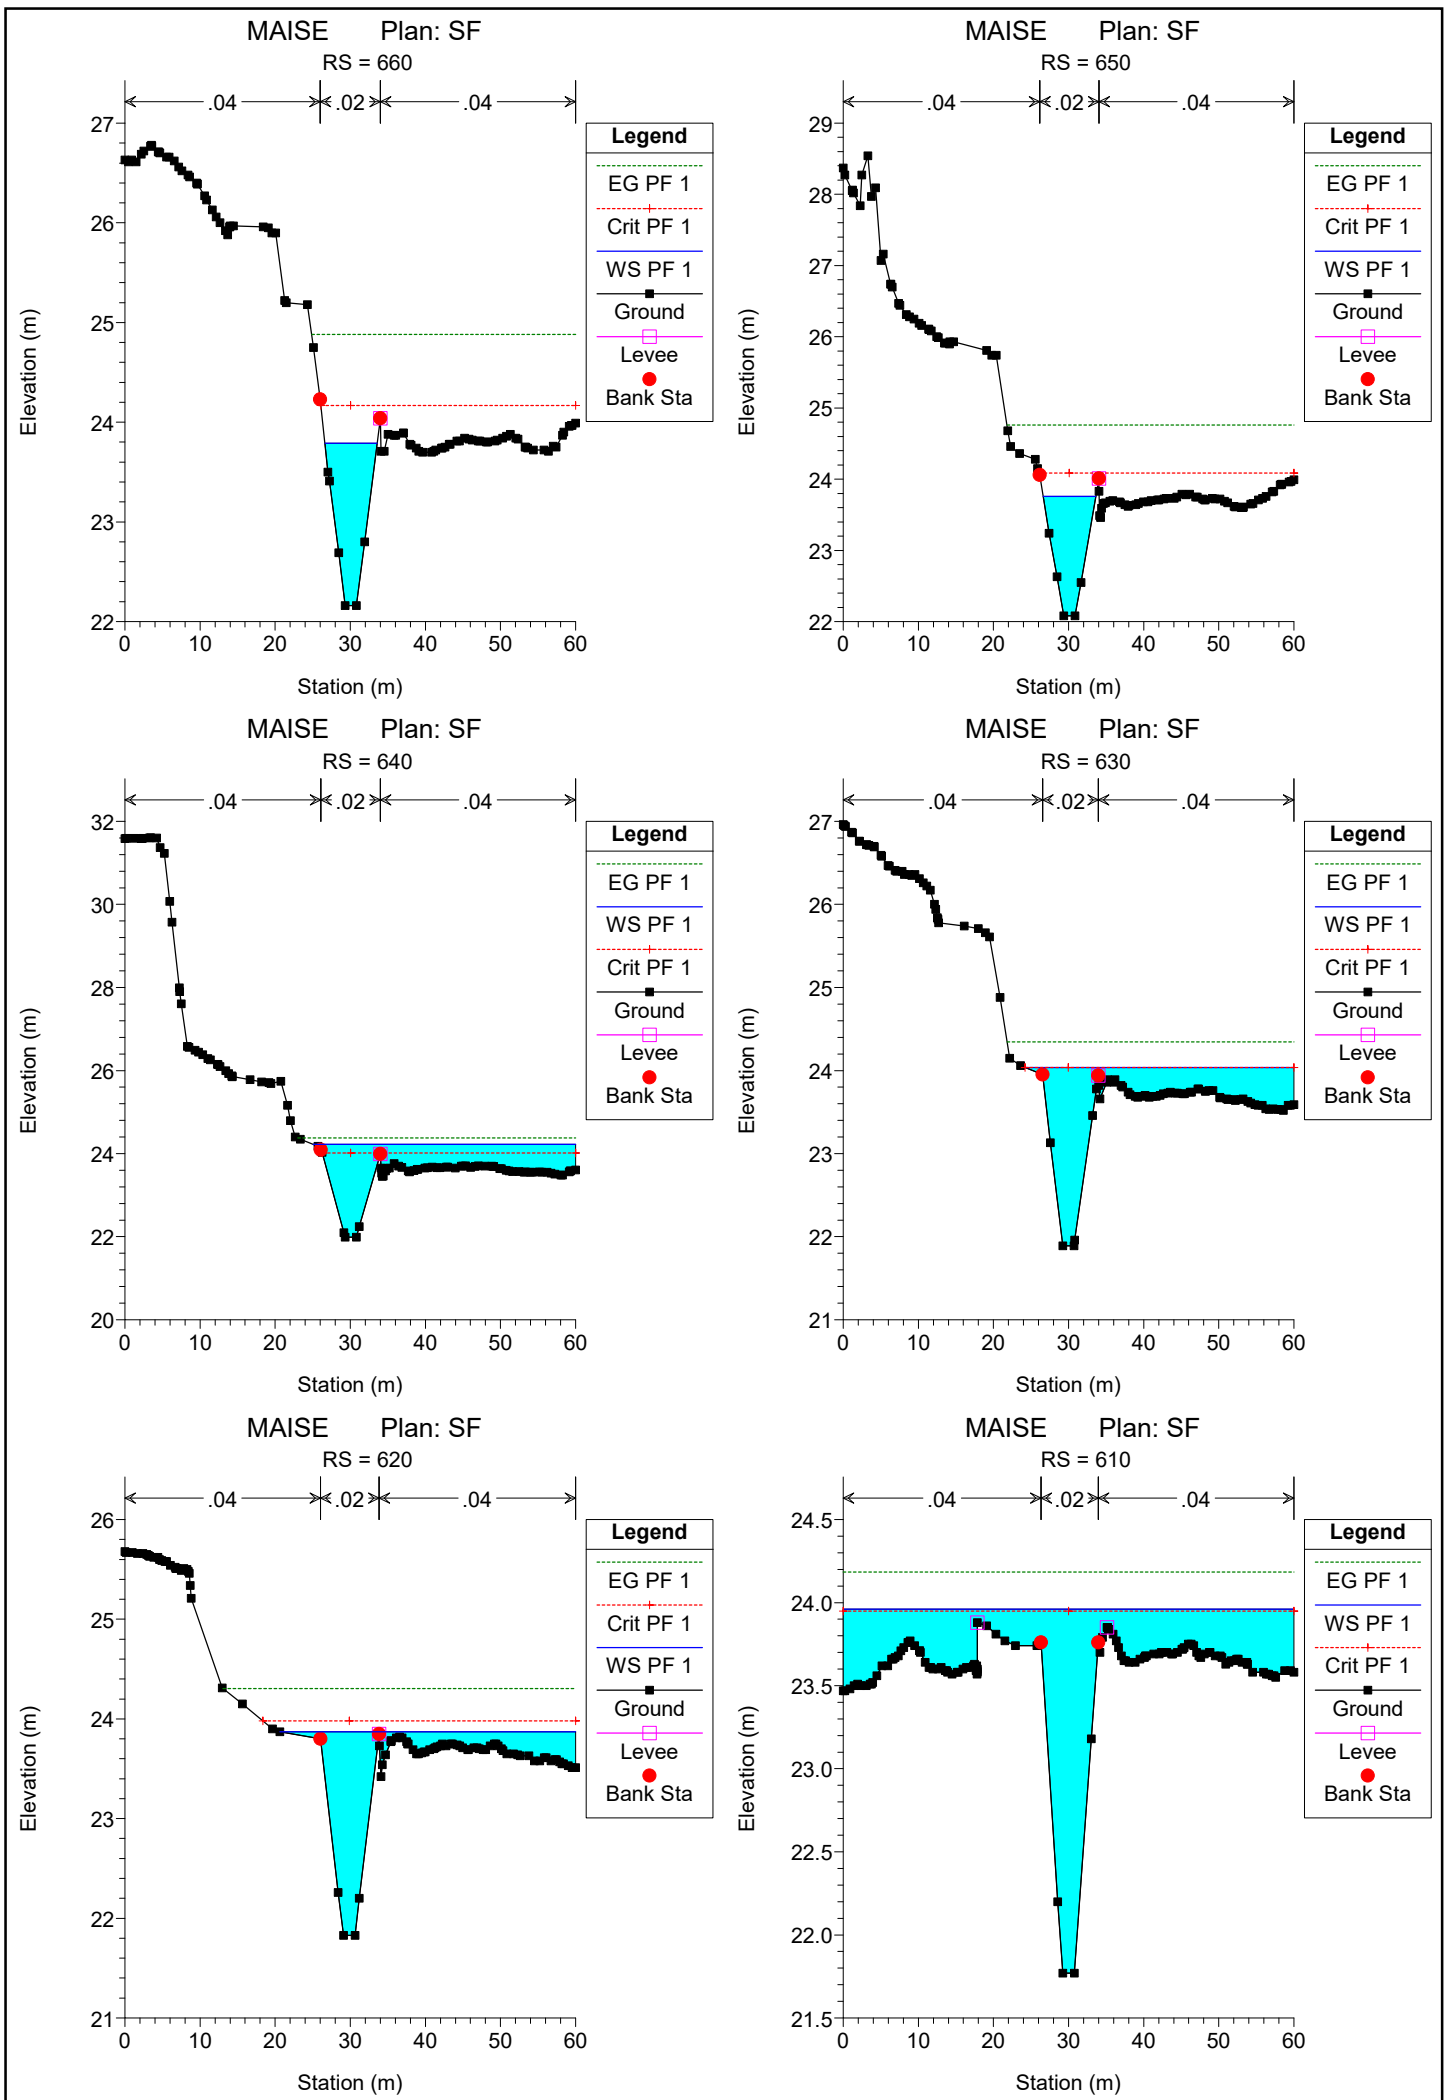 MAISE Plan: SF
RS = 660
.04 .02 .04
Legend
EG PF 1
Crit PF 1
WS PF 1
Ground
Levee
Bank Sta
27
26
25
24
23
22
0 10 20 30 40 50 60
Elevation (m)
Station (m)
MAISE Plan: SF
RS = 650
.04 .02 .04
Legend
EG PF 1
Crit PF 1
WS PF 1
Ground
Levee
Bank Sta
29
28
27
26
25
24
23
22
0 10 20 30 40 50 60
Elevation (m)
Station (m)
MAISE Plan: SF
RS = 640
.04 .02 .04
Legend
EG PF 1
WS PF 1
Crit PF 1
Ground
Levee
Bank Sta
32
30
28
26
24
22
20
0 10 20 30 40 50 60
Elevation (m)
Station (m)
MAISE Plan: SF
RS = 630
.04 .02 .04
Legend
EG PF 1
WS PF 1
Crit PF 1
Ground
Levee
Bank Sta
27
26
25
24
23
22
21
0 10 20 30 40 50 60
Elevation (m)
Station (m)
MAISE Plan: SF
RS = 620
.04 .02 .04
Legend
EG PF 1
Crit PF 1
WS PF 1
Ground
Levee
Bank Sta
26
25
24
23
22
21
0 10 20 30 40 50 60
Elevation (m)
Station (m)
MAISE Plan: SF
RS = 610
.04 .02 .04
Legend
EG PF 1
WS PF 1
Crit PF 1
Ground
Levee
Bank Sta
24.5
24.0
23.5
23.0
22.5
22.0
21.5
0 10 20 30 40 50 60
Elevation (m)
Station (m)